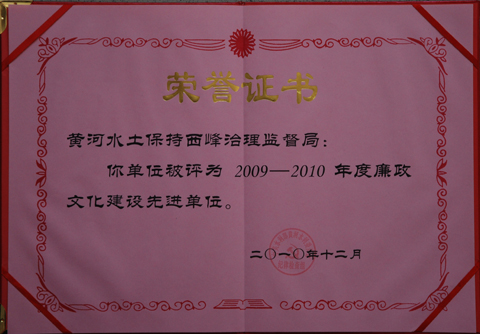 荣誉证书
黄河水土保持西峰治理监督局：
你单位被评为 2009—2010 年度廉政
文化建设先进单位。
二〇一〇年十二月